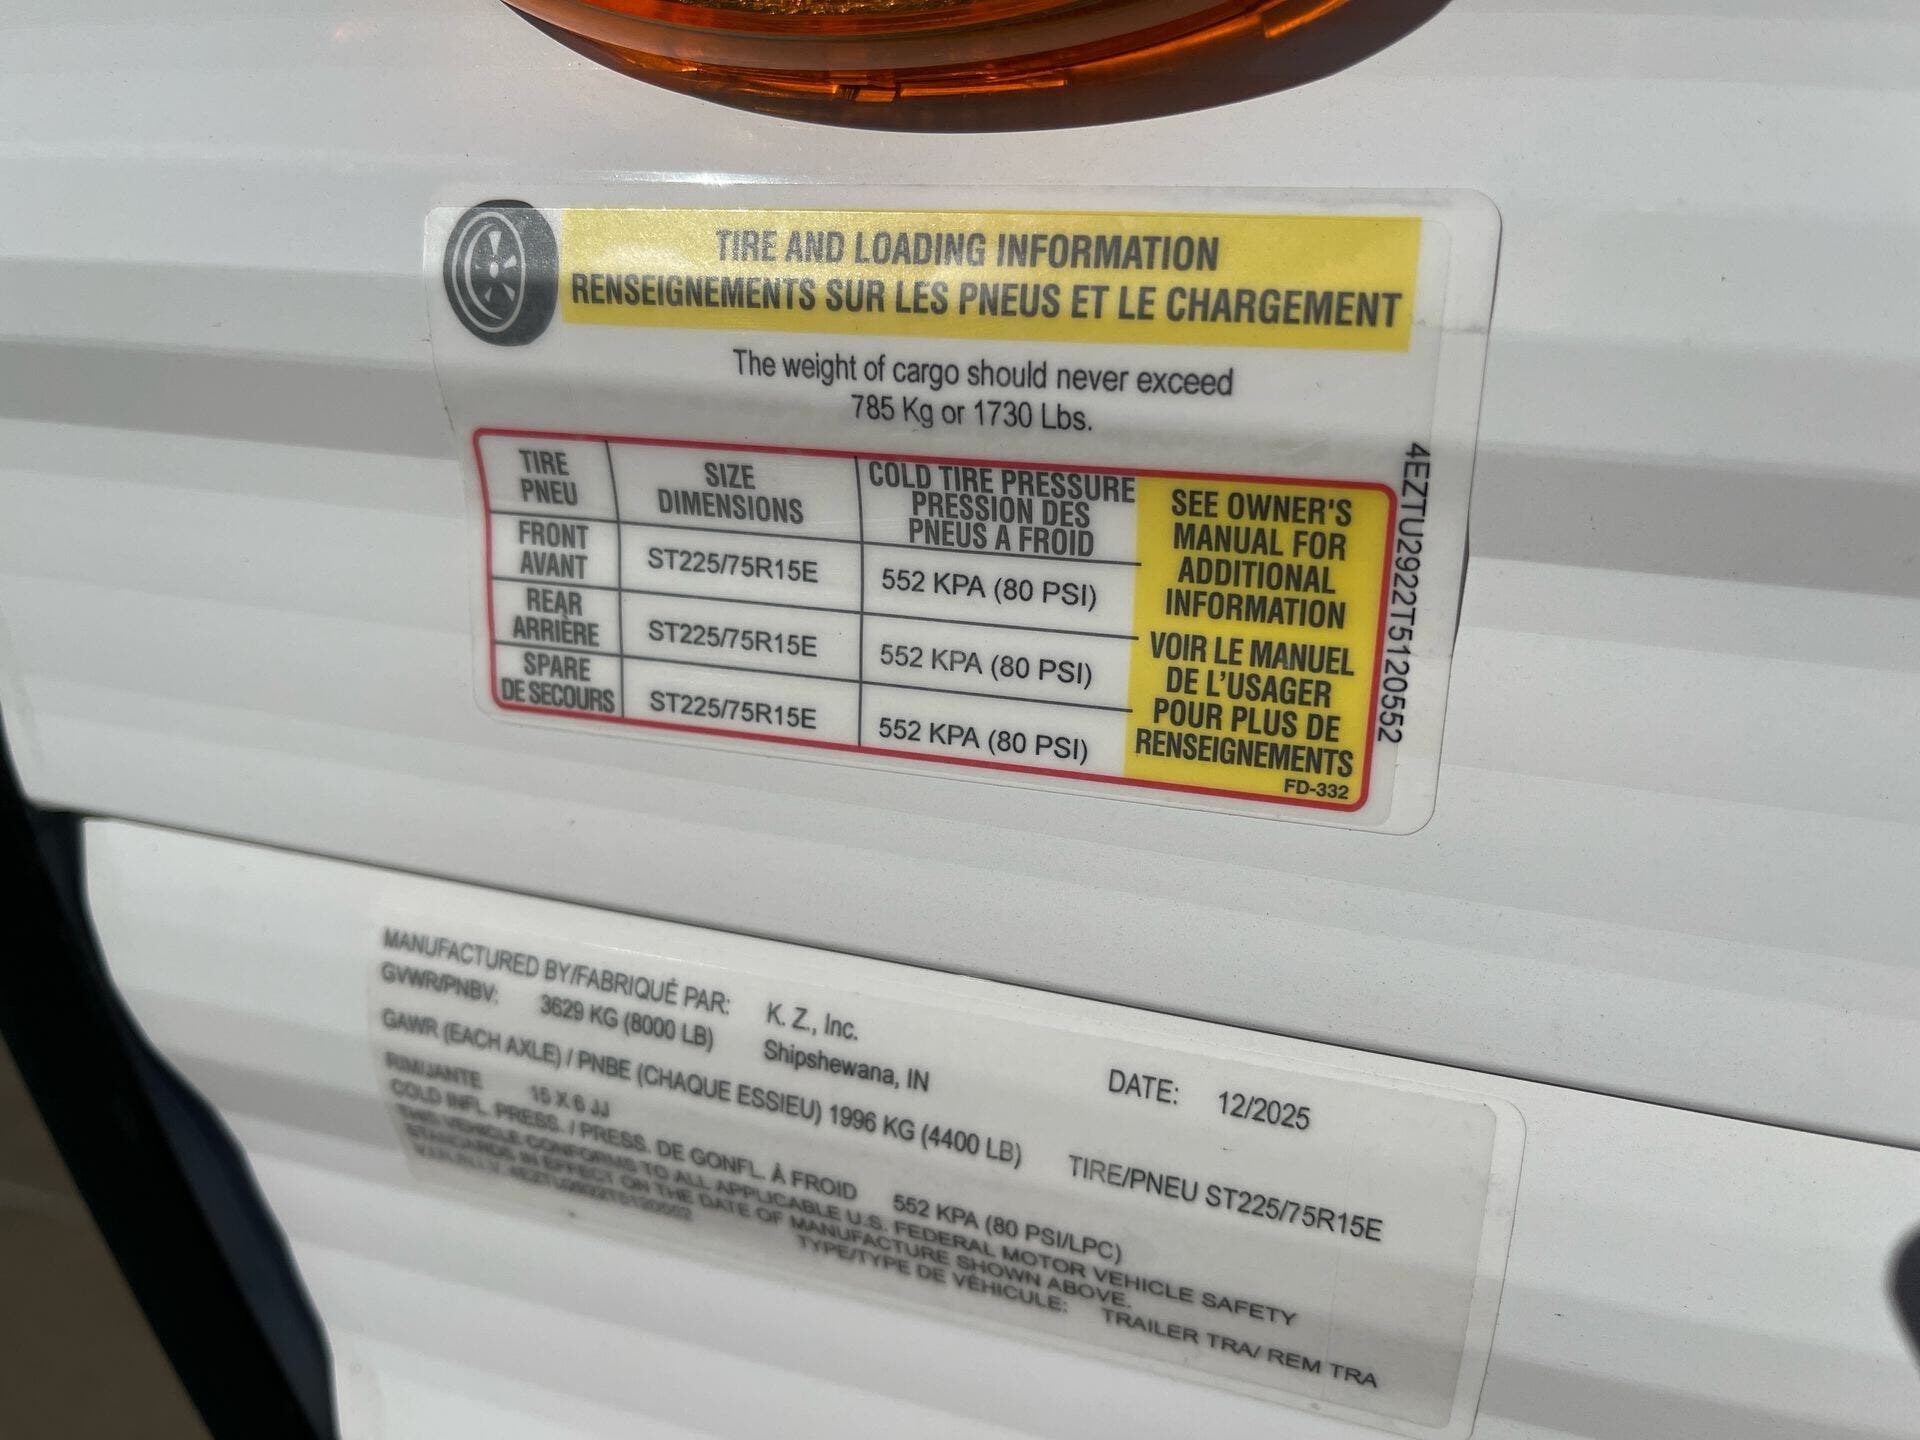 TIRE AND LOADING INFORMATION
RENSEIGNEMENTS SUR LES PNEUS ET LE CHARGEMENT
The weight of cargo should never exceed
785 Kg or 1730 Lbs.
TIRE PNEU
SIZE DIMENSIONS
COLD TIRE PRESSURE
PRESSION DES
PNEUS A FROID
FRONT AVANT
ST225/75R15E
552 KPA (80 PSI)
REAR ARRIÈRE
ST225/75R15E
552 KPA (80 PSI)
SPARE DE SECOURS
ST225/75R15E
552 KPA (80 PSI)
SEE OWNER'S
MANUAL FOR
ADDITIONAL
INFORMATION
VOIR LE MANUEL
DE L'USAGER
POUR PLUS DE
RENSEIGNEMENTS
FD-332
4EZTU2922T5120552
MANUFACTURED BY/FABRIQUÉ PAR: K. Z., Inc.
GVWR/PNBV: 3629 KG (8000 LB) Shipshewana, IN DATE: 12/2025
GAWR (EACH AXLE) / PNBE (CHAQUE ESSIEU) 1996 KG (4400 LB) TIRE/PNEU ST225/75R15E
RIM/JANTE 15 X 6 JJ
COLD INFL. PRESS. / PRESS. DE GONFL. À FROID 552 KPA (80 PSI/LPC)
THIS VEHICLE CONFORMS TO ALL APPLICABLE U.S. FEDERAL MOTOR VEHICLE SAFETY
STANDARDS IN EFFECT ON THE DATE OF MANUFACTURE SHOWN ABOVE.
TYPE/TYPE DE VÉHICULE: TRAILER TRA/ REM TRA